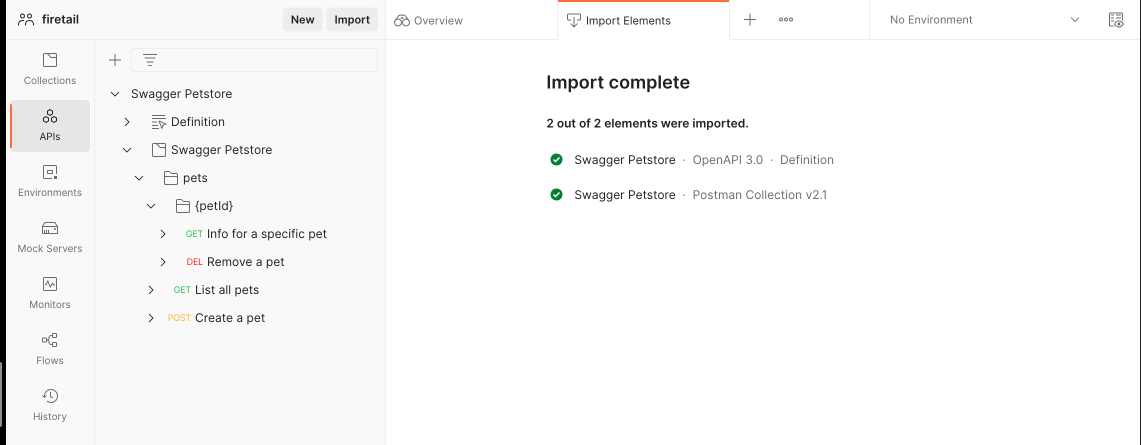 firetail
New
Import
Overview
Import Elements
No Environment
Collections
APIs
Environments
Mock Servers
Monitors
Flows
History
Swagger Petstore
Definition
Swagger Petstore
pets
{petId}
GET Info for a specific pet
DEL Remove a pet
GET List all pets
POST Create a pet
Import complete
2 out of 2 elements were imported.
Swagger Petstore · OpenAPI 3.0 · Definition
Swagger Petstore · Postman Collection v2.1